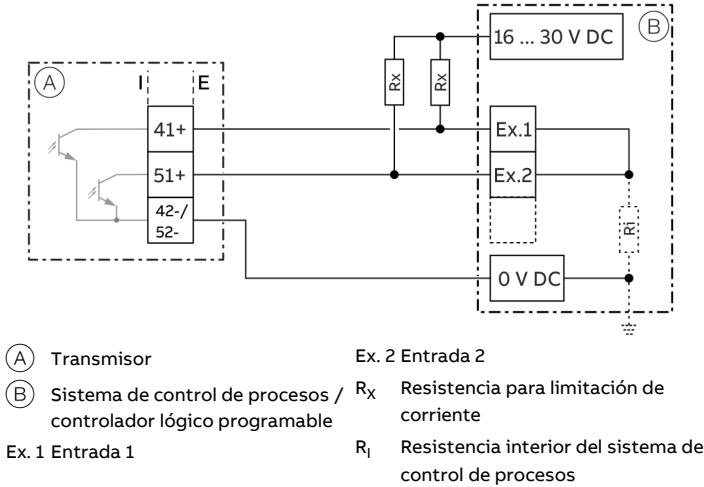 16 ... 30 V DC
B
A
I E
Rx Rx
41+
Ex.1
51+
Ex.2
42-/
52-
Ri
0 V DC
A Transmisor
B Sistema de control de procesos /
controlador lógico programable
Ex. 1 Entrada 1
Ex. 2 Entrada 2
RX Resistencia para limitación de
corriente
RI Resistencia interior del sistema de
control de procesos